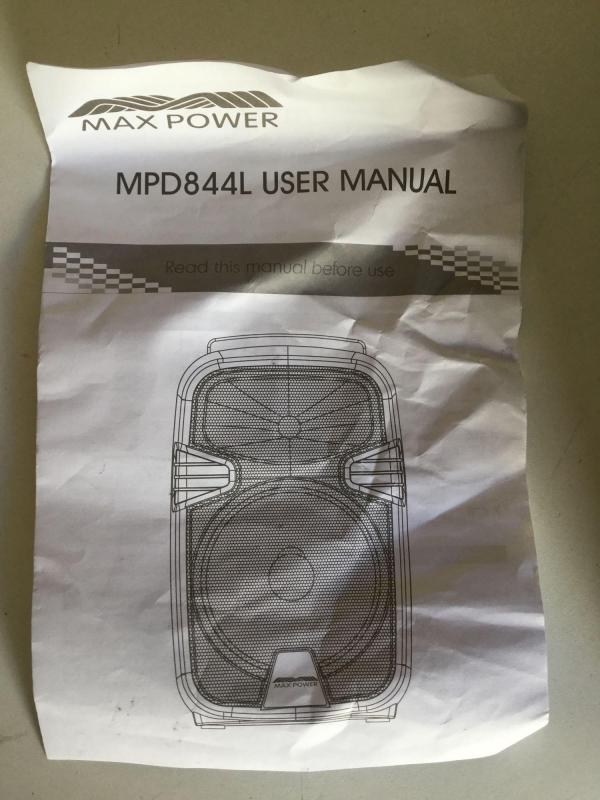 MAX POWER
MPD844L USER MANUAL
Read this manual before use
MAX POWER